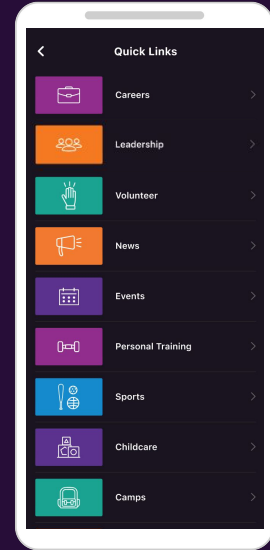 Quick Links
Careers
Leadership
Volunteer
News
Events
Personal Training
Sports
Childcare
Camps